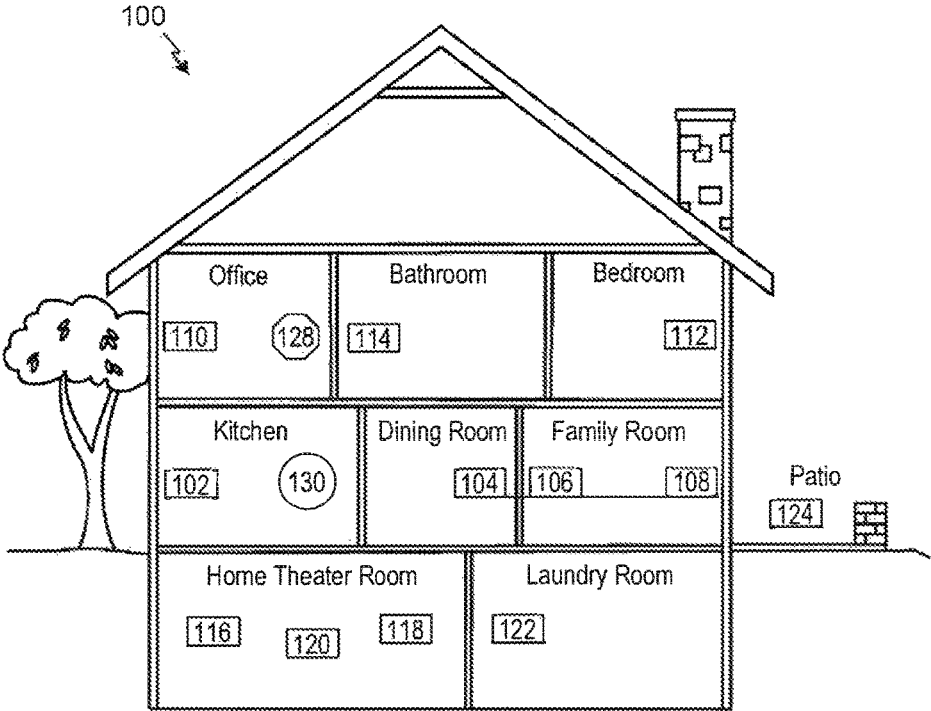 100
Office
Bathroom
Bedroom
110
128
114
112
Kitchen
Dining Room
Family Room
102
130
104
106
108
Patio
124
Home Theater Room
Laundry Room
116
120
118
122